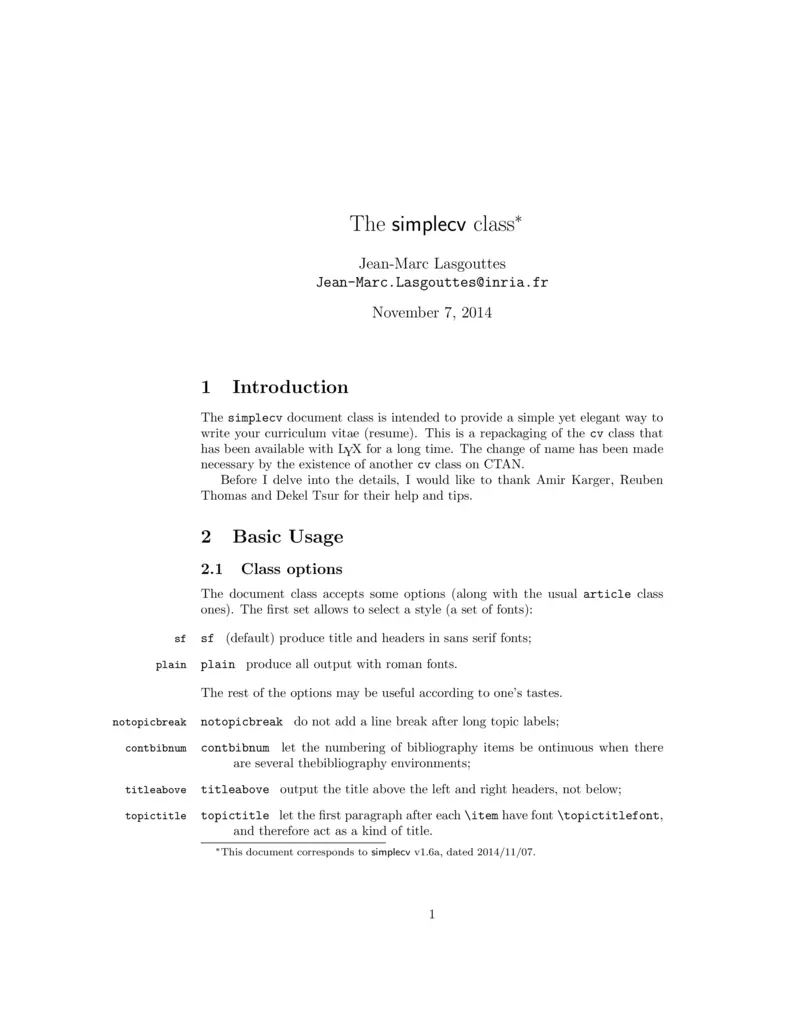 The simplecv class*
Jean-Marc Lasgouttes
Jean-Marc.Lasgouttes@inria.fr
November 7, 2014
1 Introduction
The simplecv document class is intended to provide a simple yet elegant way to
write your curriculum vitae (resume). This is a repackaging of the cv class that
has been available with LyX for a long time. The change of name has been made
necessary by the existence of another cv class on CTAN.
Before I delve into the details, I would like to thank Amir Karger, Reuben
Thomas and Dekel Tsur for their help and tips.
2 Basic Usage
2.1 Class options
The document class accepts some options (along with the usual article class
ones). The first set allows to select a style (a set of fonts):
sf sf (default) produce title and headers in sans serif fonts;
plain plain produce all output with roman fonts.
The rest of the options may be useful according to one's tastes.
notopicbreak notopicbreak do not add a line break after long topic labels;
contbibnum contbibnum let the numbering of bibliography items be ontinuous when there
are several thebibliography environments;
titleabove titleabove output the title above the left and right headers, not below;
topictitle topictitle let the first paragraph after each \item have font \topictitlefont,
and therefore act as a kind of title.
*This document corresponds to simplecv v1.6a, dated 2014/11/07.
1